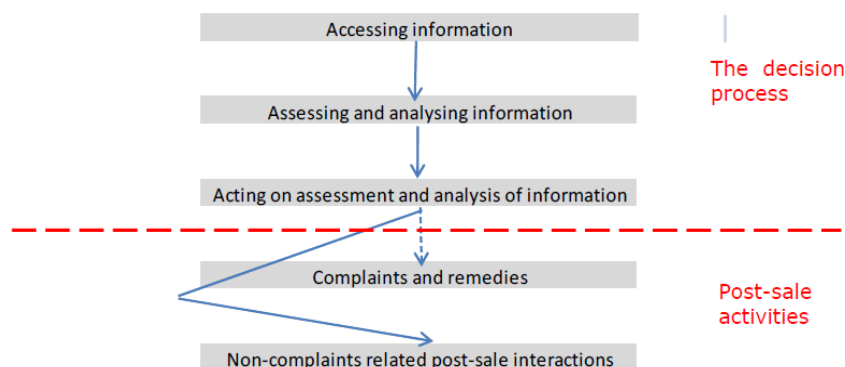 Accessing information
The decision
process
Assessing and analysing information
Acting on assessment and analysis of information
Complaints and remedies
Post-sale
activities
Non-complaints related post-sale interactions